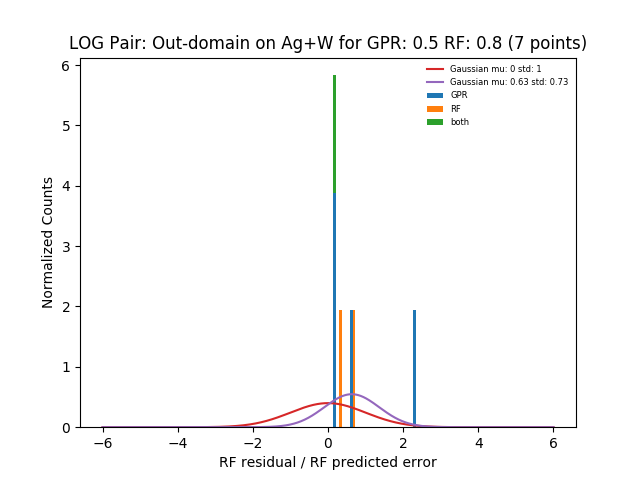 LOG Pair: Out-domain on Ag+W for GPR: 0.5 RF: 0.8 (7 points)
Gaussian mu: 0 std: 1
Gaussian mu: 0.63 std: 0.73
GPR
RF
both
Normalized Counts
6
5
4
3
2
1
0
−6 −4 −2 0 2 4 6
RF residual / RF predicted error